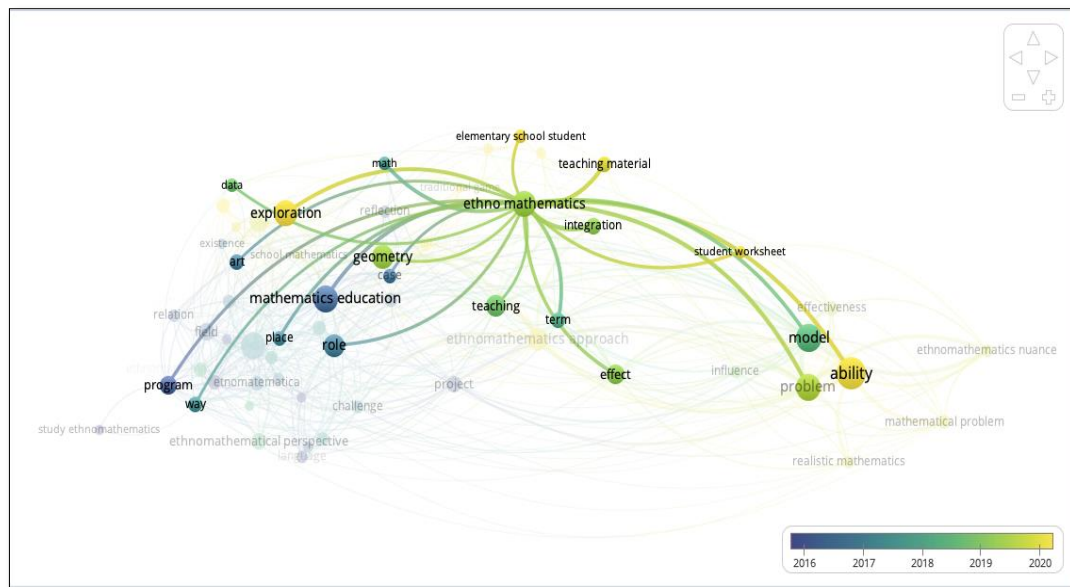 elementary school student
math
teaching material
data
traditional game
ethno mathematics
exploration
reflection
integration
existence
school mathematics
geometry
student worksheet
art
case
mathematics education
teaching
effectiveness
relation
term
field
place
role
ethnomathematics approach
model
ethnomathematics nuance
effect
influence
ability
program
etnomatematica
project
problem
way
challenge
mathematical problem
study ethnomathematics
ethnomathematical perspective
language
realistic mathematics
2016 2017 2018 2019 2020